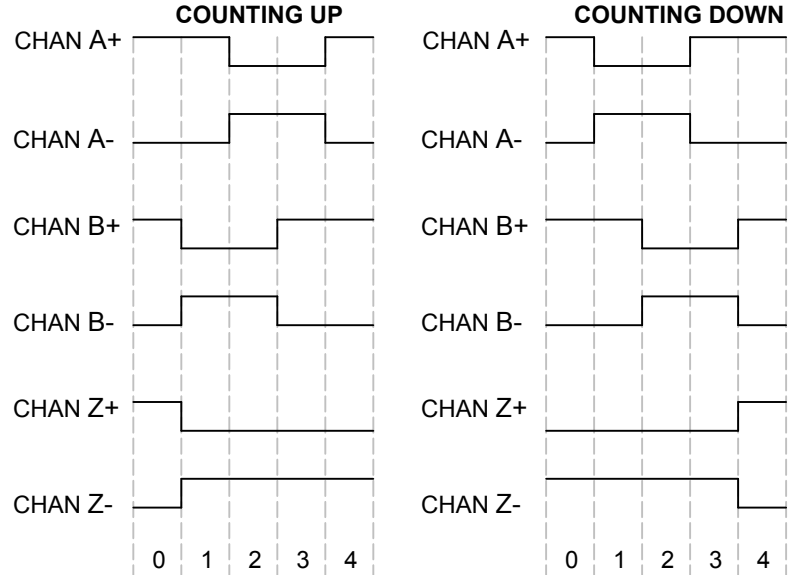 COUNTING UP
CHAN A+
CHAN A-
CHAN B+
CHAN B-
CHAN Z+
CHAN Z-
0 1 2 3 4
COUNTING DOWN
CHAN A+
CHAN A-
CHAN B+
CHAN B-
CHAN Z+
CHAN Z-
0 1 2 3 4